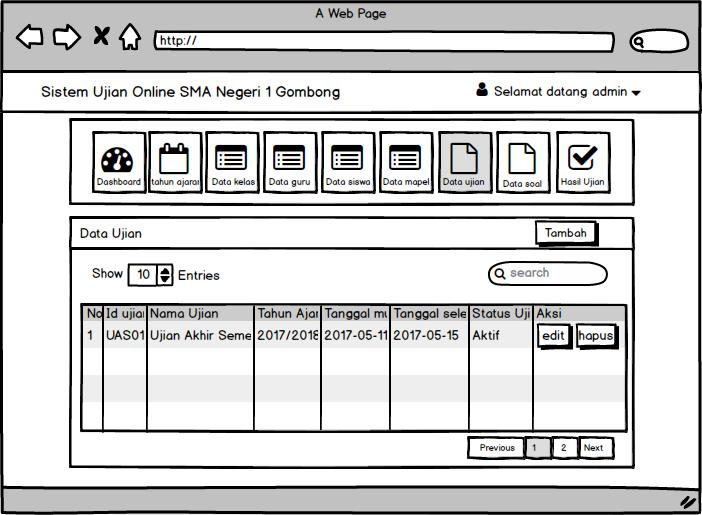 A Web Page
http://
Sistem Ujian Online SMA Negeri 1 Gombong
Selamat datang admin
Dashboard
tahun ajaran
Data kelas
Data guru
Data siswa
Data mapel
Data ujian
Data soal
Hasil Ujian
Data Ujian
Tambah
Show 10 Entries
search
No Id ujia Nama Ujian Tahun Ajar Tanggal mu Tanggal sele Status Uji Aksi
1 UAS01 Ujian Akhir Seme 2017/2018 2017-05-11 2017-05-15 Aktif edit hapus
Previous 1 2 Next